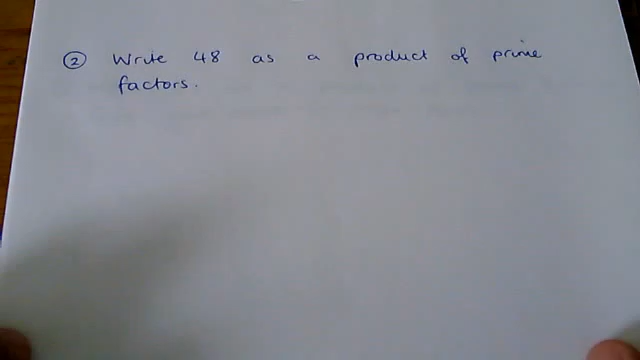 ② Write 48 as a product of prime
factors.